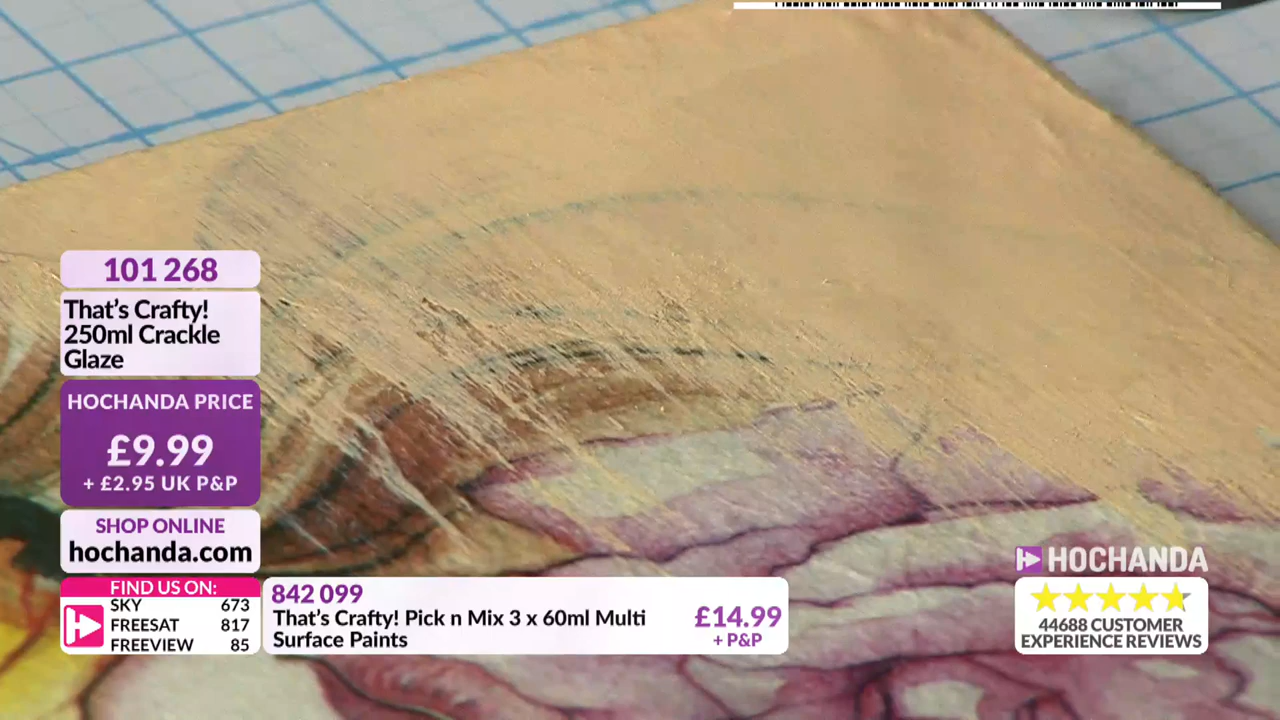 101 268
That's Crafty!
250ml Crackle
Glaze
HOCHANDA PRICE
£9.99
+ £2.95 UK P&P
SHOP ONLINE
hochanda.com
FIND US ON:
SKY 673
FREESAT 817
FREEVIEW 85
842 099
That's Crafty! Pick n Mix 3 x 60ml Multi
Surface Paints
£14.99
+ P&P
HOCHANDA
44688 CUSTOMER
EXPERIENCE REVIEWS